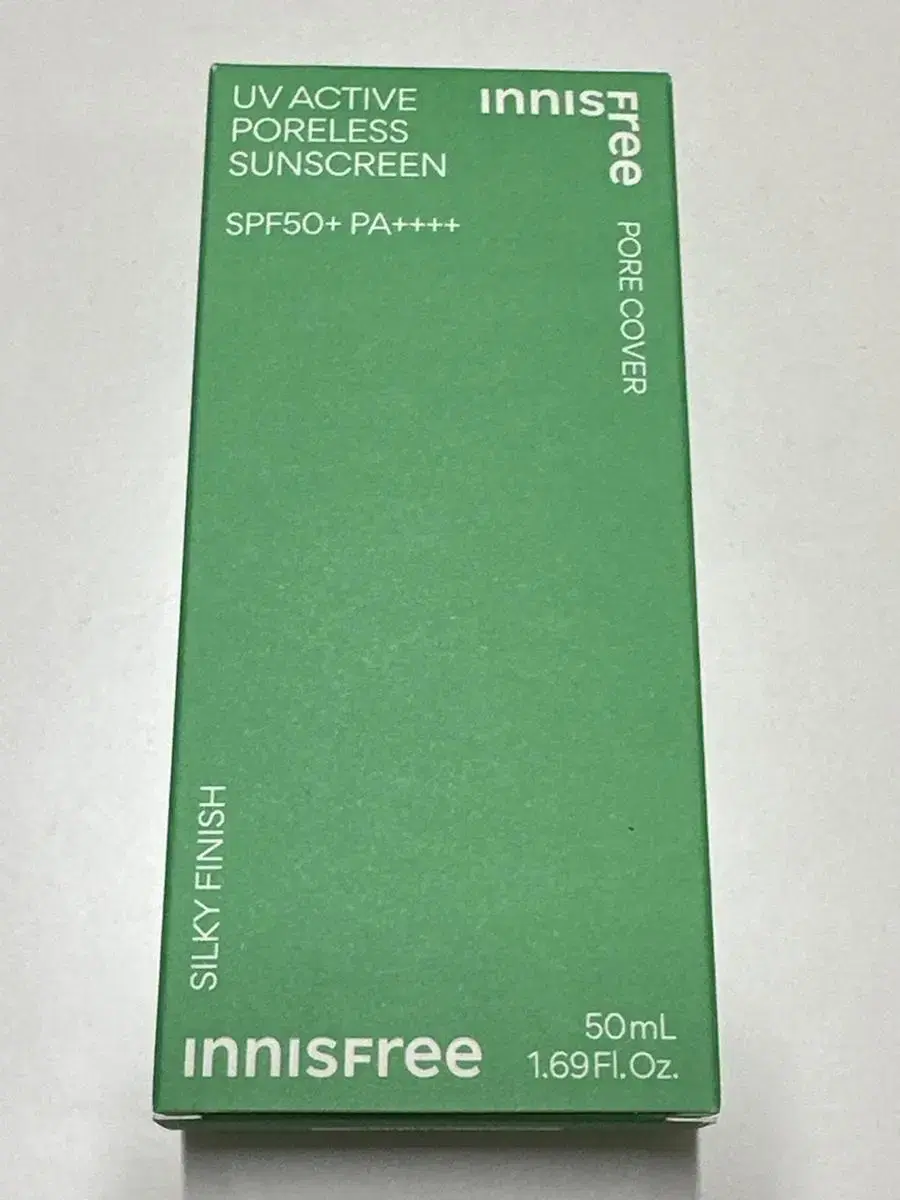 UV ACTIVE
PORELESS
SUNSCREEN
SPF50+ PA++++
INNISFree
PORE COVER
SILKY FINISH
INNISFree
50mL
1.69Fl.Oz.